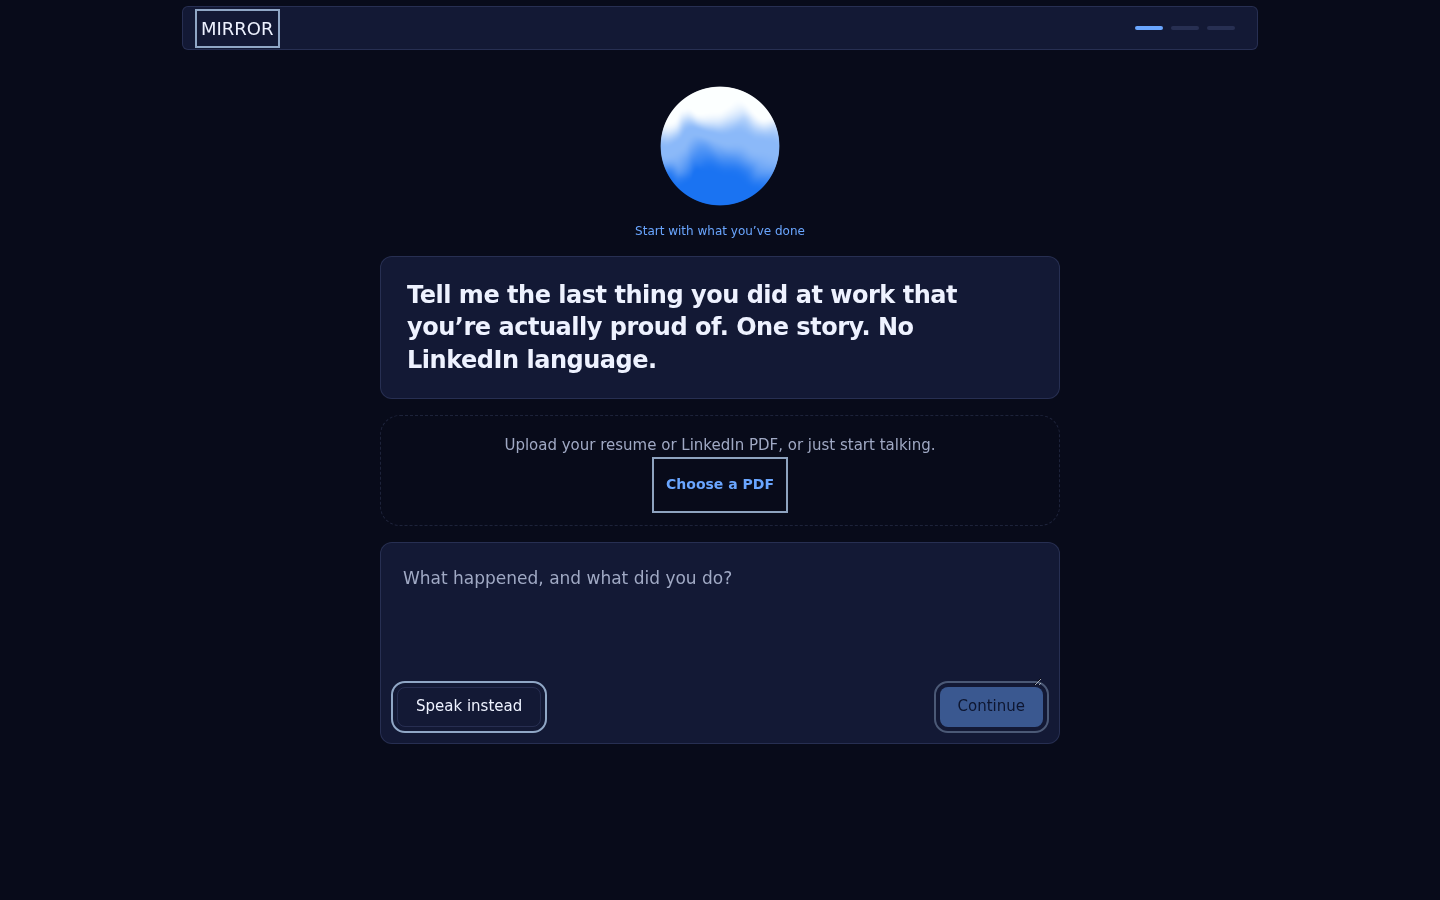 MIRROR
Start with what you’ve done
Tell me the last thing you did at work that
you’re actually proud of. One story. No
LinkedIn language.
Upload your resume or LinkedIn PDF, or just start talking.
Choose a PDF
What happened, and what did you do?
Speak instead
Continue